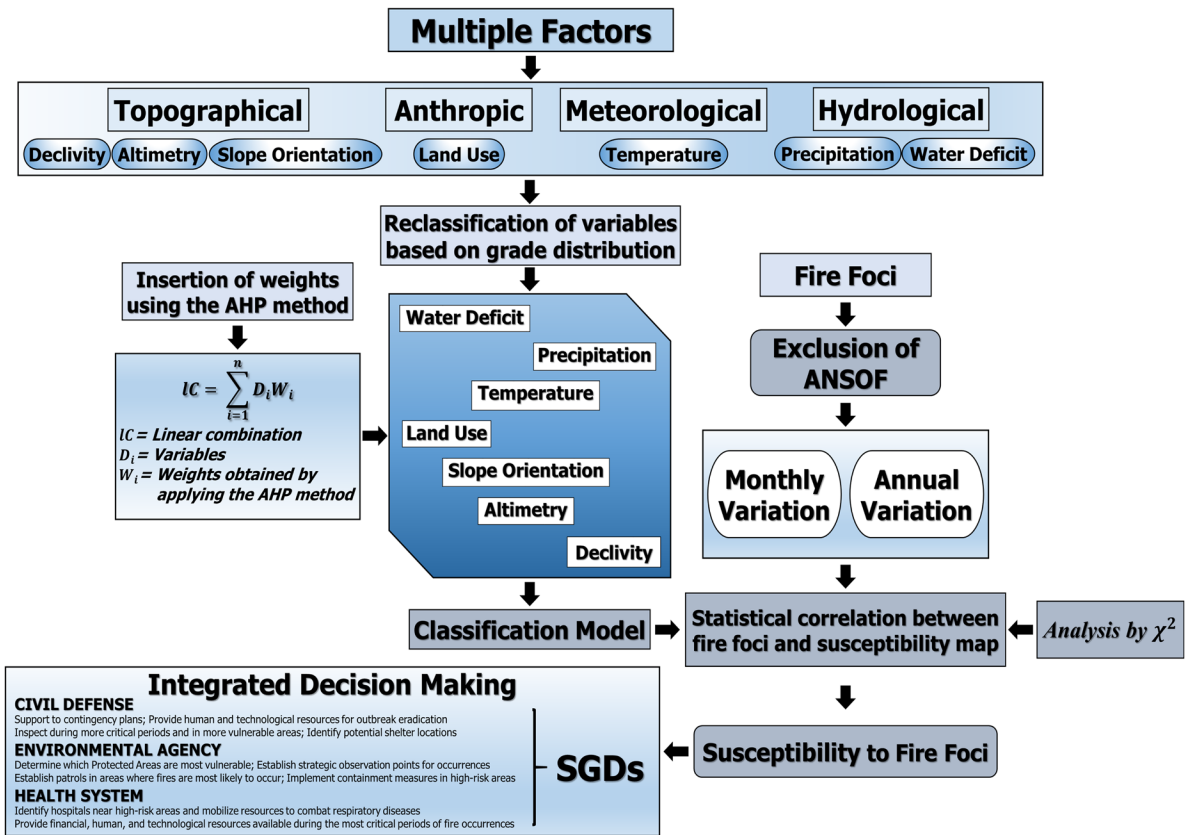 Multiple Factors
Topographical
Anthropic
Meteorological
Hydrological
Declivity
Altimetry
Slope Orientation
Land Use
Temperature
Precipitation
Water Deficit
Reclassification of variables
based on grade distribution
Insertion of weights
using the AHP method
lC = ∑ⁿᵢ₌₁ DᵢWᵢ
lC = Linear combination
Dᵢ = Variables
Wᵢ = Weights obtained by
applying the AHP method
Water Deficit
Precipitation
Temperature
Land Use
Slope Orientation
Altimetry
Declivity
Fire Foci
Exclusion of
ANSOF
Monthly
Variation
Annual
Variation
Classification Model
Statistical correlation between
fire foci and susceptibility map
Analysis by χ²
Susceptibility to Fire Foci
Integrated Decision Making
CIVIL DEFENSE
Support to contingency plans; Provide human and technological resources for outbreak eradication
Inspect during more critical periods and in more vulnerable areas; Identify potential shelter locations
ENVIRONMENTAL AGENCY
Determine which Protected Areas are most vulnerable; Establish strategic observation points for occurrences
Establish patrols in areas where fires are most likely to occur; Implement containment measures in high-risk areas
HEALTH SYSTEM
Identify hospitals near high-risk areas and mobilize resources to combat respiratory diseases
Provide financial, human, and technological resources available during the most critical periods of fire occurrences
SGDs